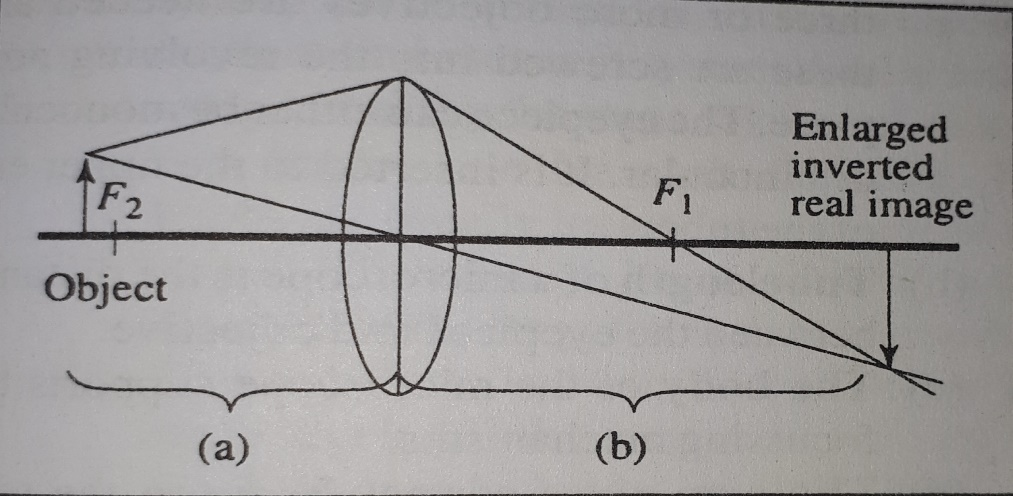 Enlarged
inverted
real image
F2
F1
Object
(a)
(b)